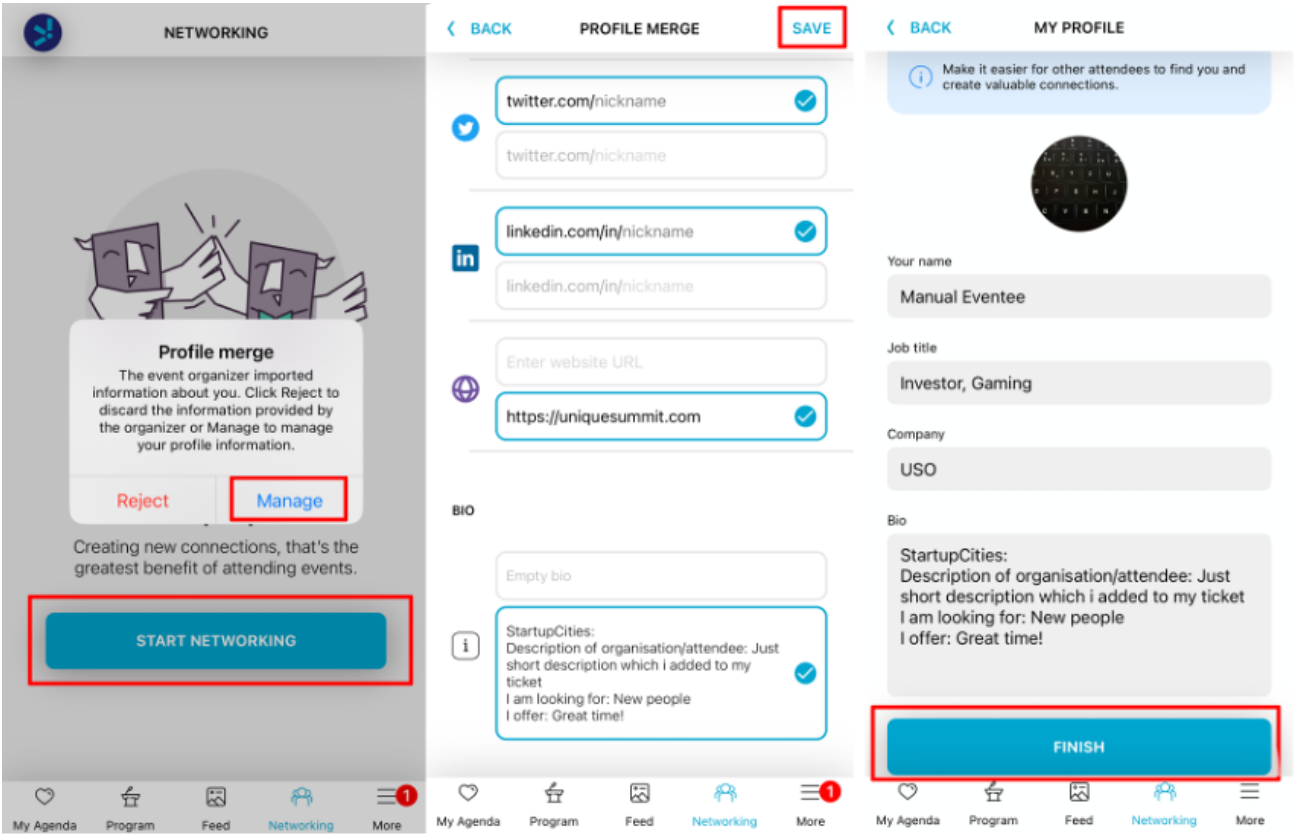 NETWORKING
Profile merge
The event organizer imported
information about you. Click Reject to
discard the information provided by
the organizer or Manage to manage
your profile information.
Reject Manage
Creating new connections, that's the
greatest benefit of attending events.
START NETWORKING
My Agenda Program Feed Networking More
1
BACK PROFILE MERGE SAVE
twitter.com/nickname
twitter.com/nickname
in
linkedin.com/in/nickname
linkedin.com/in/nickname
Enter website URL
https://uniquesummit.com
BIO
Empty bio
i
StartupCities:
Description of organisation/attendee: Just
short description which i added to my
ticket
I am looking for: New people
I offer: Great time!
My Agenda Program Feed Networking More
1
BACK MY PROFILE
i
Make it easier for other attendees to find you and
create valuable connections.
Your name
Manual Eventee
Job title
Investor, Gaming
Company
USO
Bio
StartupCities:
Description of organisation/attendee: Just
short description which i added to my ticket
I am looking for: New people
I offer: Great time!
FINISH
My Agenda Program Feed Networking More